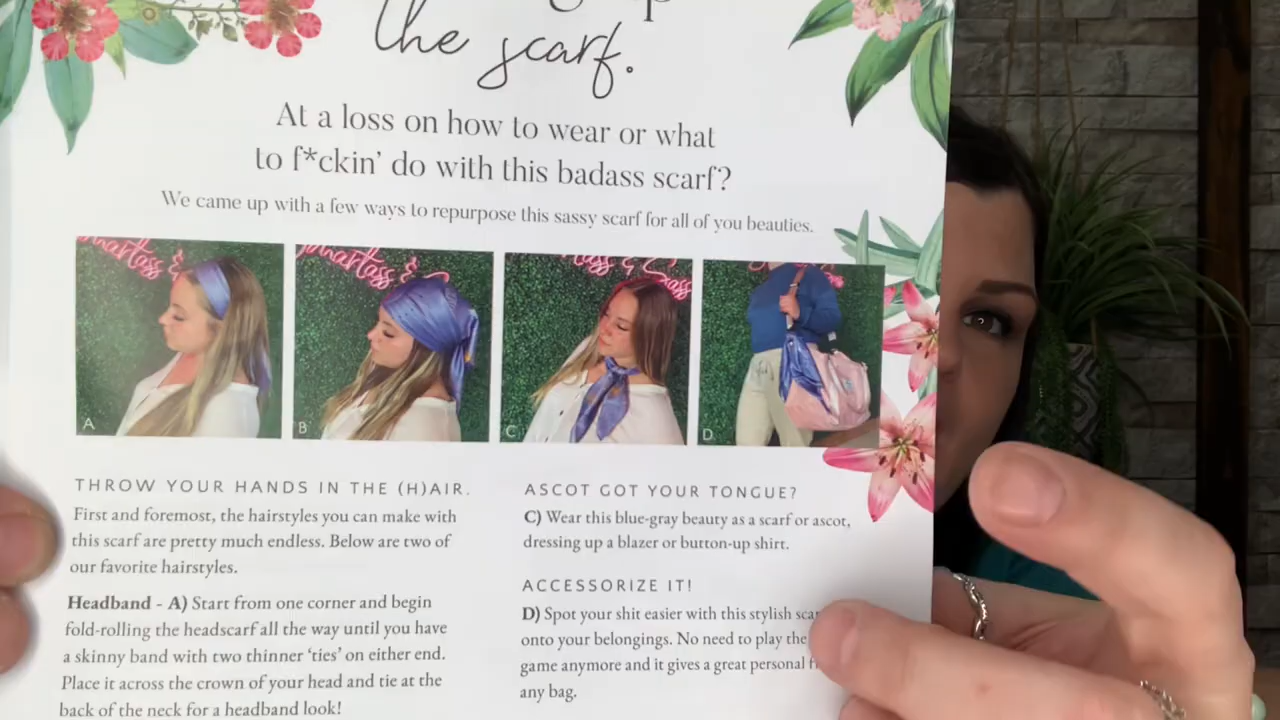 the scarf.
At a loss on how to wear or what
to f*ckin' do with this badass scarf?
We came up with a few ways to repurpose this sassy scarf for all of you beauties.
A
B
C
D
THROW YOUR HANDS IN THE (H)AIR.
First and foremost, the hairstyles you can make with
this scarf are pretty much endless. Below are two of
our favorite hairstyles.
Headband - A) Start from one corner and begin
fold-rolling the headscarf all the way until you have
a skinny band with two thinner 'ties' on either end.
Place it across the crown of your head and tie at the
back of the neck for a headband look!
ASCOT GOT YOUR TONGUE?
C) Wear this blue-gray beauty as a scarf or ascot,
dressing up a blazer or button-up shirt.
ACCESSORIZE IT!
D) Spot your shit easier with this stylish
onto your belongings. No need to play the
game anymore and it gives a great personal
any bag.